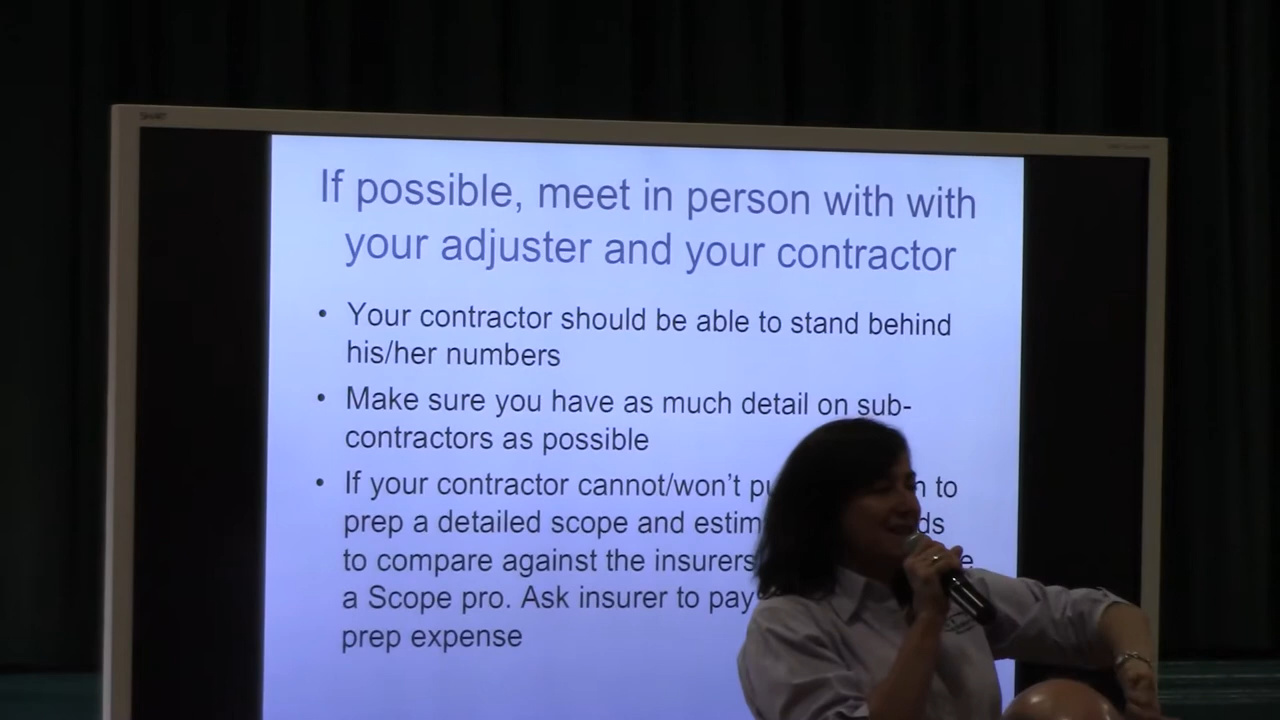 SMART
If possible, meet in person with with
your adjuster and your contractor
• Your contractor should be able to stand behind
his/her numbers
• Make sure you have as much detail on sub-
contractors as possible
• If your contractor cannot/won't to
prep a detailed scope and
to compare against the insurers
a Scope pro. Ask insurer to pay
prep expense